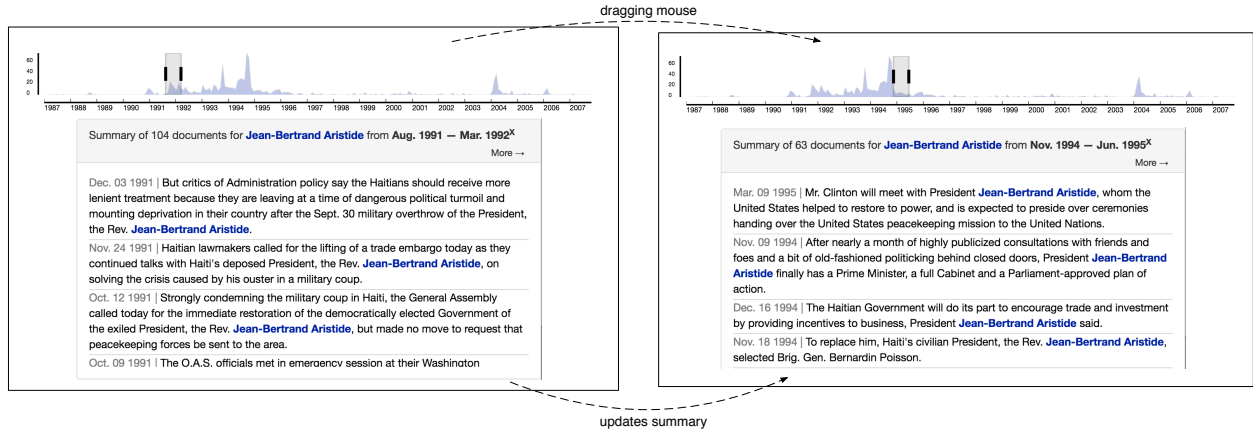 dragging mouse
60
40
20
0
1987 1988 1989 1990 1991 1992 1993 1994 1995 1996 1997 1998 1999 2000 2001 2002 2003 2004 2005 2006 2007
Summary of 104 documents for Jean-Bertrand Aristide from Aug. 1991 — Mar. 1992X
More →
Dec. 03 1991 | But critics of Administration policy say the Haitians should receive more
lenient treatment because they are leaving at a time of dangerous political turmoil and
mounting deprivation in their country after the Sept. 30 military overthrow of the President,
the Rev. Jean-Bertrand Aristide.
Nov. 24 1991 | Haitian lawmakers called for the lifting of a trade embargo today as they
continued talks with Haiti's deposed President, the Rev. Jean-Bertrand Aristide, on
solving the crisis caused by his ouster in a military coup.
Oct. 12 1991 | Strongly condemning the military coup in Haiti, the General Assembly
called today for the immediate restoration of the democratically elected Government of
the exiled President, the Rev. Jean-Bertrand Aristide, but made no move to request that
peacekeeping forces be sent to the area.
Oct. 09 1991 | The O.A.S. officials met in emergency session at their Washington
60
40
20
0
1987 1988 1989 1990 1991 1992 1993 1994 1995 1996 1997 1998 1999 2000 2001 2002 2003 2004 2005 2006 2007
Summary of 63 documents for Jean-Bertrand Aristide from Nov. 1994 — Jun. 1995X
More →
Mar. 09 1995 | Mr. Clinton will meet with President Jean-Bertrand Aristide, whom the
United States helped to restore to power, and is expected to preside over ceremonies
handing over the United States peacekeeping mission to the United Nations.
Nov. 09 1994 | After nearly a month of highly publicized consultations with friends and
foes and a bit of old-fashioned politicking behind closed doors, President Jean-Bertrand
Aristide finally has a Prime Minister, a full Cabinet and a Parliament-approved plan of
action.
Dec. 16 1994 | The Haitian Government will do its part to encourage trade and investment
by providing incentives to business, President Jean-Bertrand Aristide said.
Nov. 18 1994 | To replace him, Haiti's civilian President, the Rev. Jean-Bertrand Aristide,
selected Brig. Gen. Bernardin Poisson.
updates summary